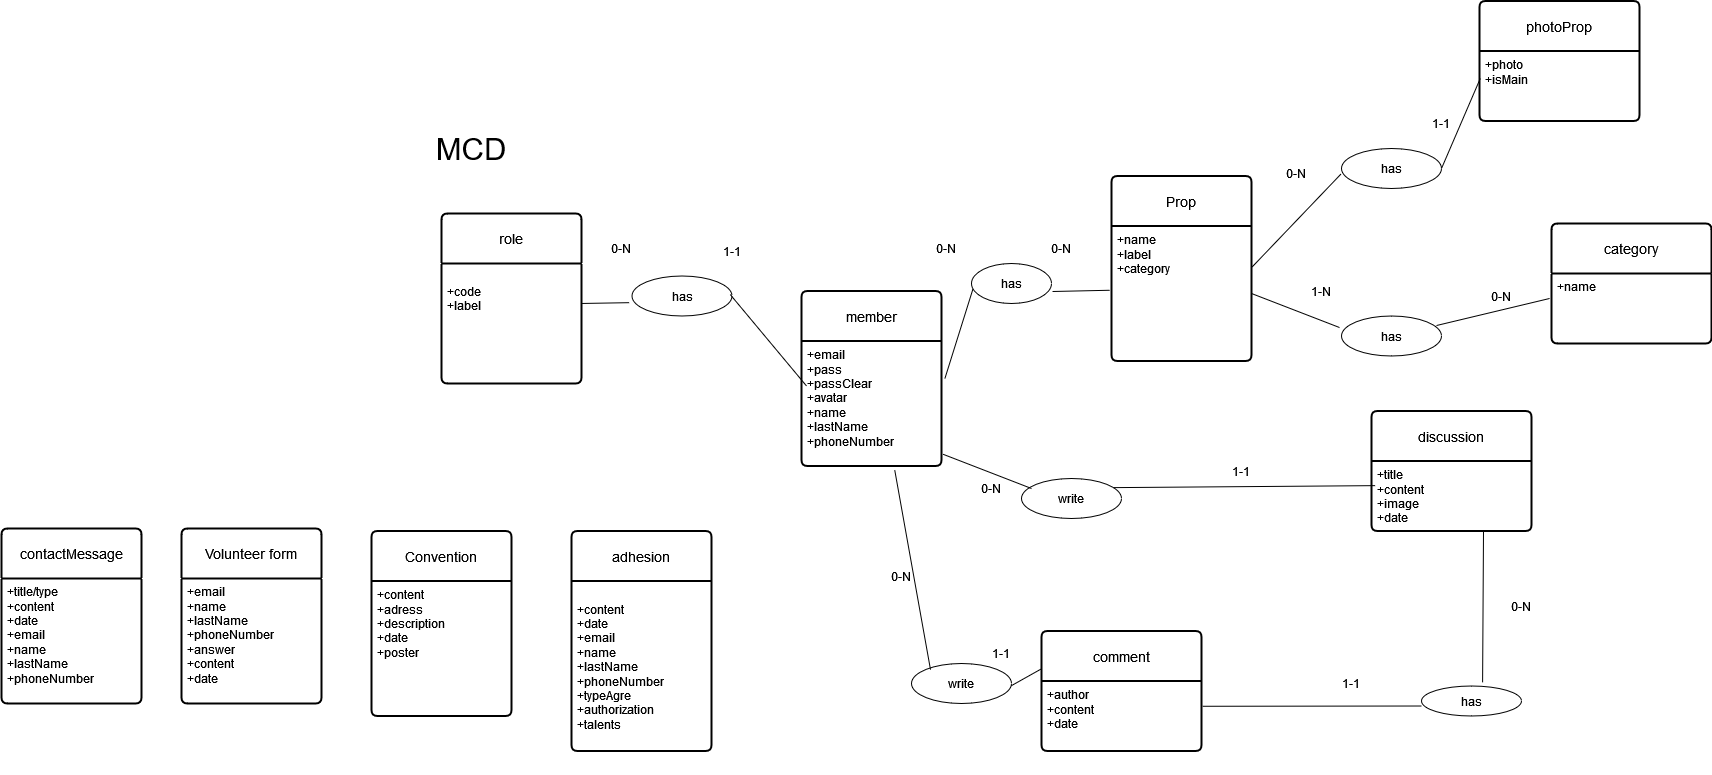 photoProp
+photo
+isMain
1-1
MCD
has
0-N
Prop
+name
+label
+category
role
+code
+label
0-N
has
1-1
0-N
has
0-N
category
+name
1-N
has
0-N
member
+email
+pass
+passClear
+avatar
+name
+lastName
+phoneNumber
discussion
+title
+content
+image
+date
0-N
write
1-1
contactMessage
+title/type
+content
+date
+email
+name
+lastName
+phoneNumber
Volunteer form
+email
+name
+lastName
+phoneNumber
+answer
+content
+date
Convention
+content
+adress
+description
+date
+poster
adhesion
+content
+date
+email
+name
+lastName
+phoneNumber
+typeAgre
+authorization
+talents
0-N
write
1-1
comment
+author
+content
+date
1-1
has
0-N